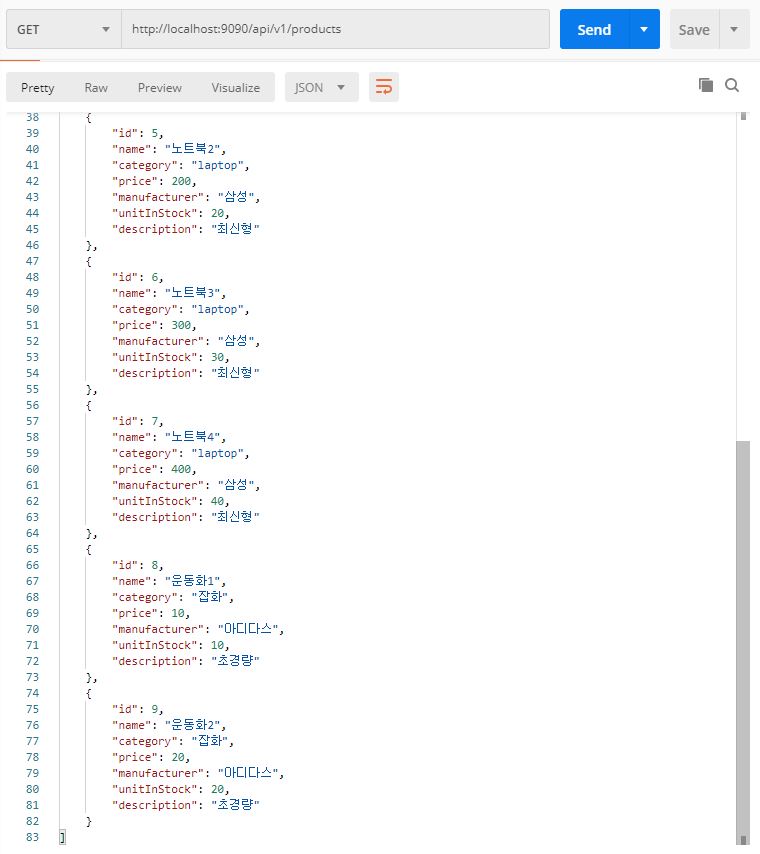 GET http://localhost:9090/api/v1/products Send Save
Pretty Raw Preview Visualize JSON
38 {
39 "id": 5,
40 "name": "노트북2",
41 "category": "laptop",
42 "price": 200,
43 "manufacturer": "삼성",
44 "unitInStock": 20,
45 "description": "최신형"
46 },
47 {
48 "id": 6,
49 "name": "노트북3",
50 "category": "laptop",
51 "price": 300,
52 "manufacturer": "삼성",
53 "unitInStock": 30,
54 "description": "최신형"
55 },
56 {
57 "id": 7,
58 "name": "노트북4",
59 "category": "laptop",
60 "price": 400,
61 "manufacturer": "삼성",
62 "unitInStock": 40,
63 "description": "최신형"
64 },
65 {
66 "id": 8,
67 "name": "운동화1",
68 "category": "잡화",
69 "price": 10,
70 "manufacturer": "아디다스",
71 "unitInStock": 10,
72 "description": "초경량"
73 },
74 {
75 "id": 9,
76 "name": "운동화2",
77 "category": "잡화",
78 "price": 20,
79 "manufacturer": "아디다스",
80 "unitInStock": 20,
81 "description": "초경량"
82 }
83 ]